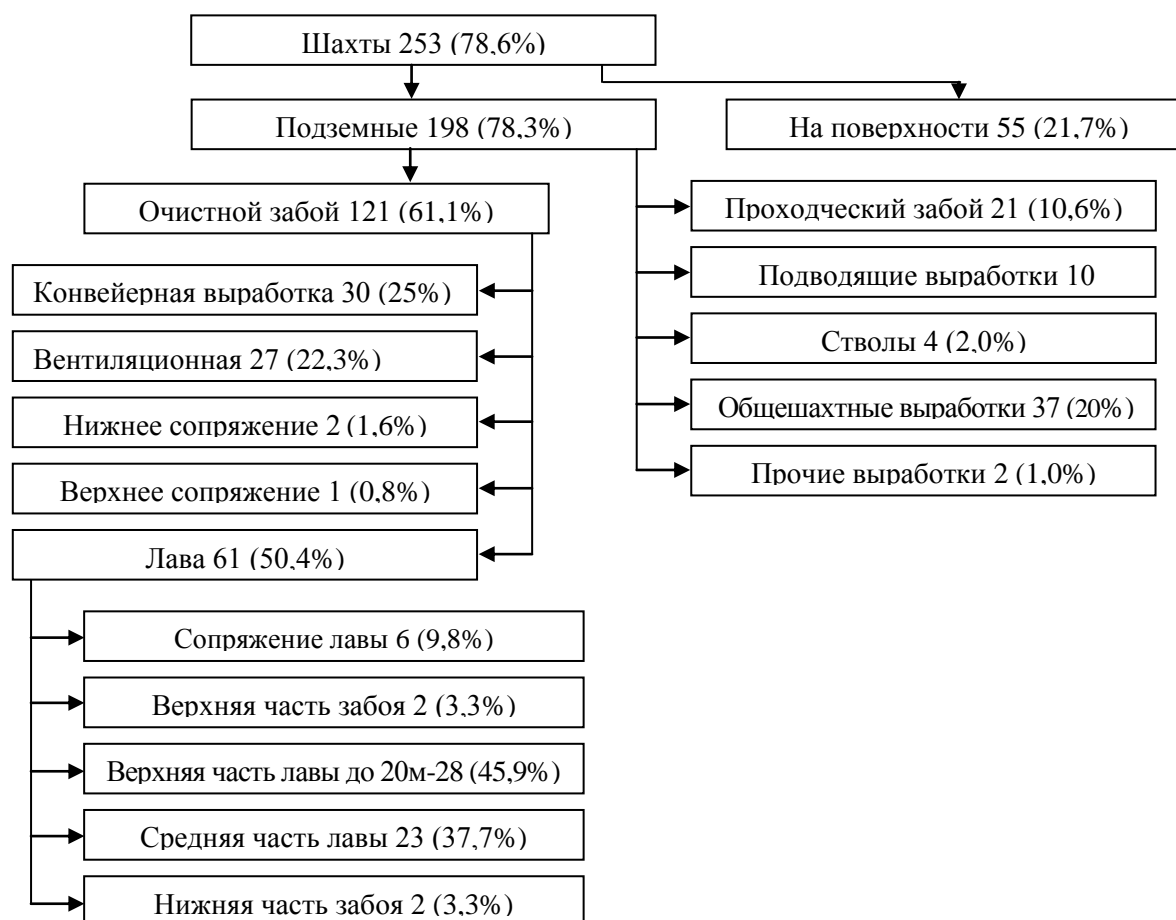 Шахты 253 (78,6%)
Подземные 198 (78,3%)
На поверхности 55 (21,7%)
Очистной забой 121 (61,1%)
Проходческий забой 21 (10,6%)
Конвейерная выработка 30 (25%)
Подводящие выработки 10
Вентиляционная 27 (22,3%)
Стволы 4 (2,0%)
Нижнее сопряжение 2 (1,6%)
Общешахтные выработки 37 (20%)
Верхнее сопряжение 1 (0,8%)
Прочие выработки 2 (1,0%)
Лава 61 (50,4%)
Сопряжение лавы 6 (9,8%)
Верхняя часть забоя 2 (3,3%)
Верхняя часть лавы до 20м-28 (45,9%)
Средняя часть лавы 23 (37,7%)
Нижняя часть забоя 2 (3,3%)